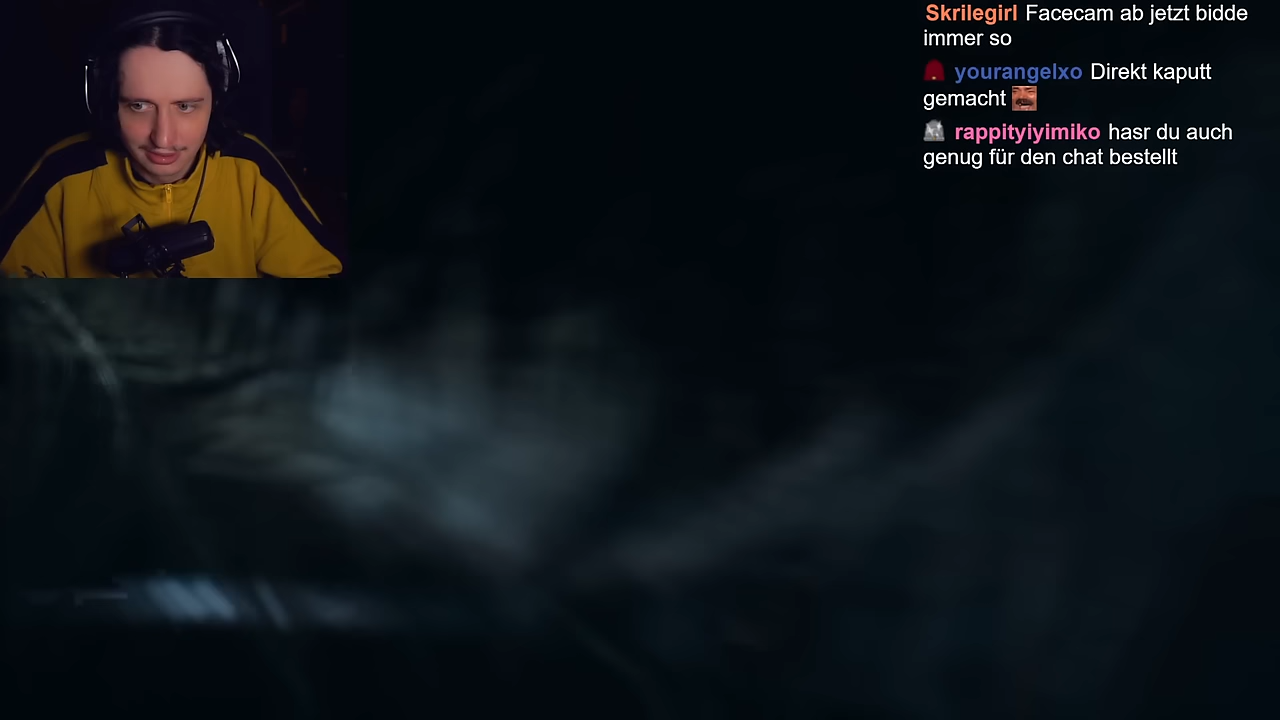 Skrilegirl Facecam ab jetzt bidde
immer so
yourangelxo Direkt kaputt
gemacht
rappityiyimiko hasr du auch
genug für den chat bestellt